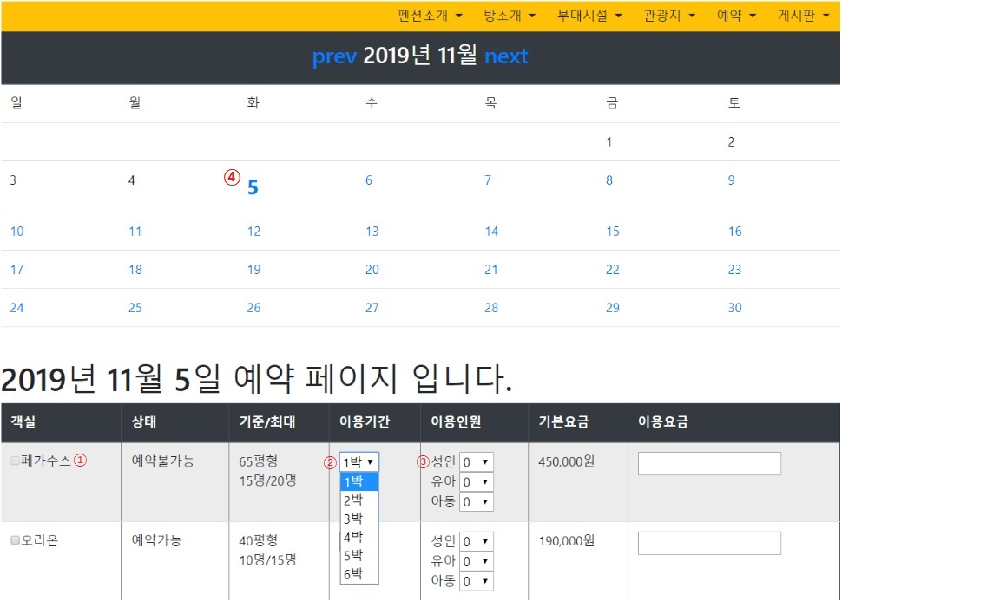 펜션소개 방소개 부대시설 관광지 예약 게시판
prev 2019년 11월 next
일 월 화 수 목 금 토
1 2
3 4 ④ 5 6 7 8 9
10 11 12 13 14 15 16
17 18 19 20 21 22 23
24 25 26 27 28 29 30
2019년 11월 5일 예약 페이지 입니다.
객실 상태 기준/최대 이용기간 이용인원 기본요금 이용요금
페가수스 ① 예약불가능 65평형 ② 1박 ③ 성인 0 450,000원
15명/20명 1박 유아 0
2박 아동 0
3박
오리온 예약가능 40평형 4박 성인 0 190,000원
10명/15명 5박 유아 0
6박 아동 0